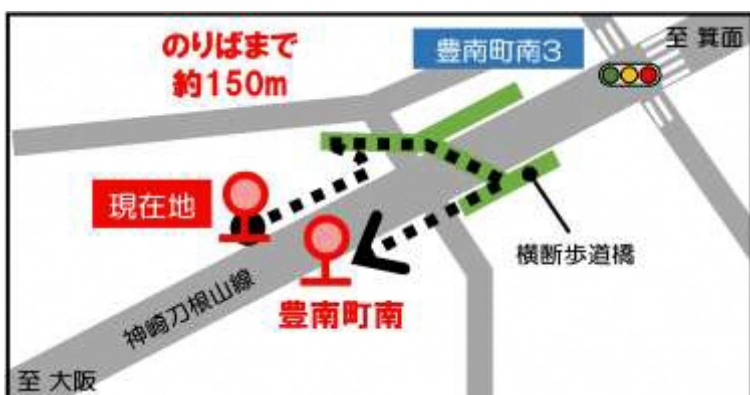 のりばまで
約150m
豊南町南3
至 箕面
現在地
横断歩道橋
豊南町南
神崎刀根山線
至 大阪